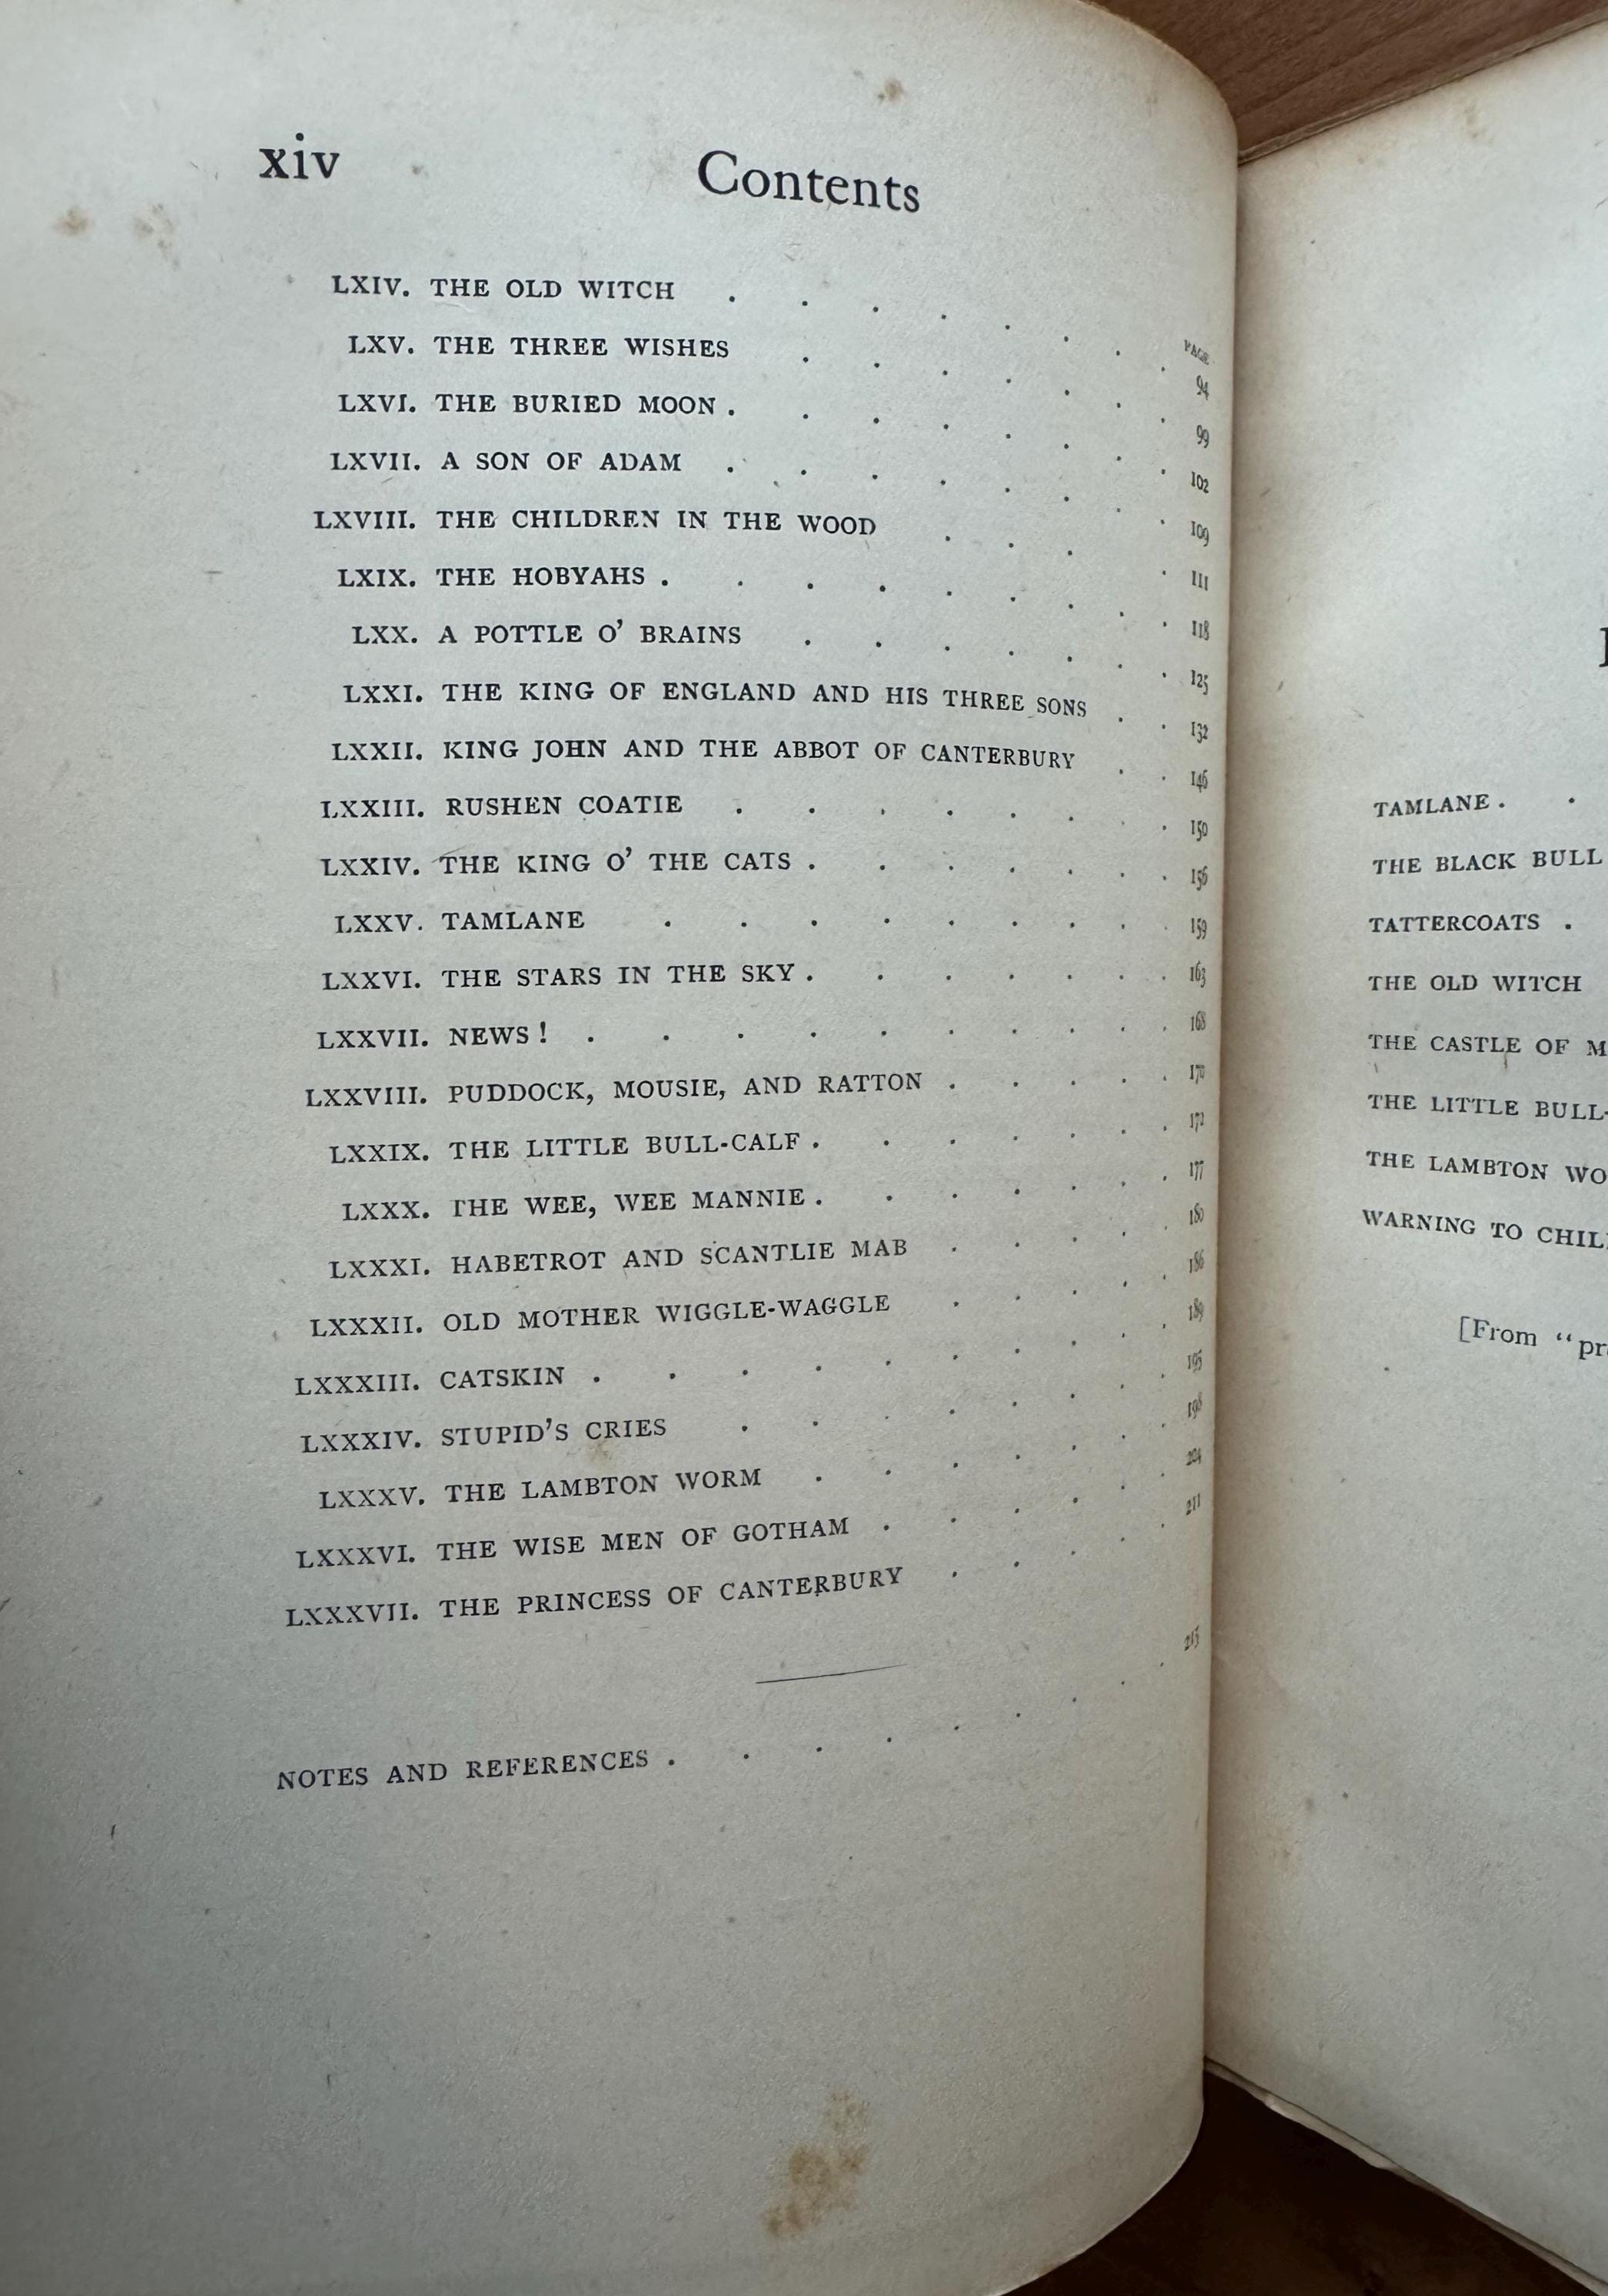 xiv Contents
PAGE
LXIV. THE OLD WITCH . . . . . . . . 94
LXV. THE THREE WISHES . . . . . . . 99
LXVI. THE BURIED MOON . . . . . . . 102
LXVII. A SON OF ADAM . . . . . . . . 109
LXVIII. THE CHILDREN IN THE WOOD . . . . 111
LXIX. THE HOBYAHS . . . . . . . . . 118
LXX. A POTTLE O' BRAINS . . . . . . . 125
LXXI. THE KING OF ENGLAND AND HIS THREE SONS . . 132
LXXII. KING JOHN AND THE ABBOT OF CANTERBURY . . 146
LXXIII. RUSHEN COATIE . . . . . . . . 150
LXXIV. THE KING O' THE CATS . . . . . . . 156
LXXV. TAMLANE . . . . . . . . . 159
LXXVI. THE STARS IN THE SKY . . . . . . . 163
LXXVII. NEWS! . . . . . . . . . . 168
LXXVIII. PUDDOCK, MOUSIE, AND RATTON . . . . . 170
LXXIX. THE LITTLE BULL-CALF . . . . . . . 172
LXXX. THE WEE, WEE MANNIE . . . . . . . 177
LXXXI. HABETROT AND SCANTLIE MAB . . . . . 180
LXXXII. OLD MOTHER WIGGLE-WAGGLE . . . . . 186
LXXXIII. CATSKIN . . . . . . . . . . 189
LXXXIV. STUPID'S CRIES . . . . . . . . 195
LXXXV. THE LAMBTON WORM . . . . . . . 198
LXXXVI. THE WISE MEN OF GOTHAM . . . . . . 204
LXXXVII. THE PRINCESS OF CANTERBURY . . . . 211
NOTES AND REFERENCES . . . . . . . . 215
TAMLANE . .
THE BLACK BULL
TATTERCOATS .
THE OLD WITCH
THE CASTLE OF M
THE LITTLE BULL-
THE LAMBTON WO
WARNING TO CHIL
[From "pr